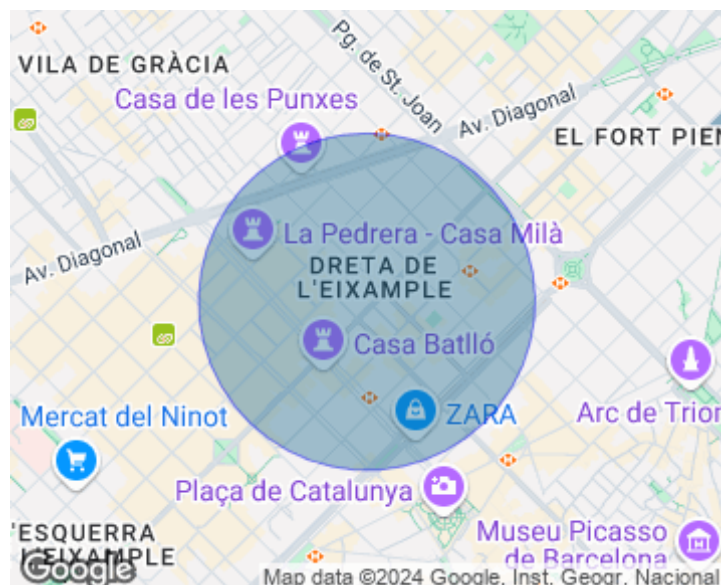 VILA DE GRÀCIA
Pg. de St. Joan
Casa de les Punxes
Av. Diagonal
EL FORT PIEN
La Pedrera - Casa Milà
DRETA DE
L'EIXAMPLE
Av. Diagonal
Casa Batlló
Mercat del Ninot
ZARA
Arc de Trion
Plaça de Catalunya
'ESQUERRA
L'EIXAMPLE
Museu Picasso
de Barcelona
Google
Map data ©2024 Google, Inst. Geogr. Nacional